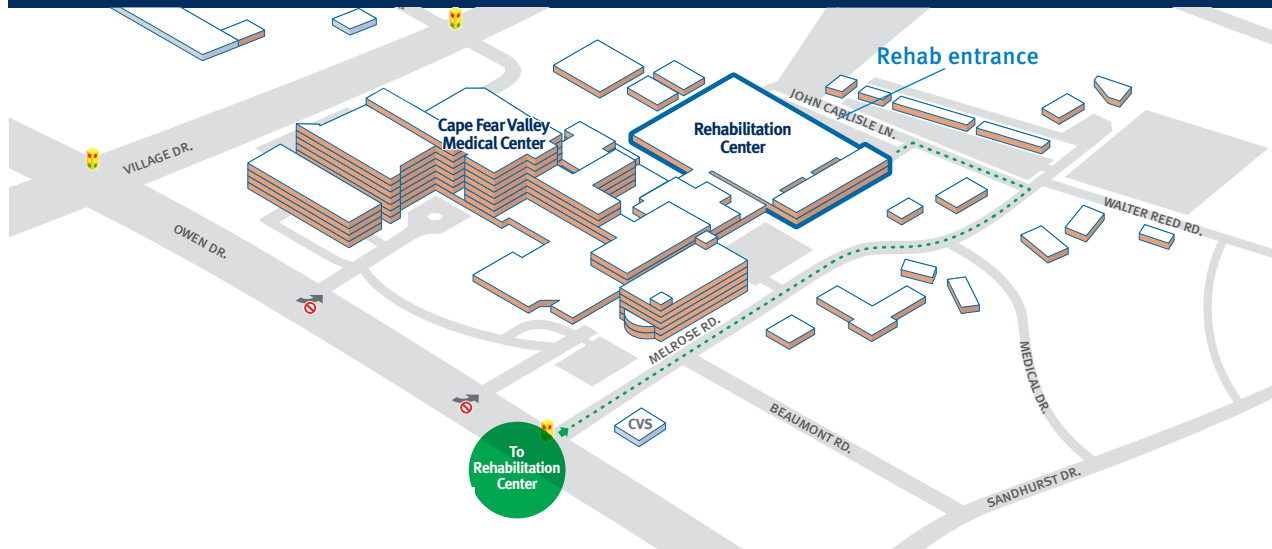 Rehab entrance
JOHN CARLISLE LN.
Cape Fear Valley
Medical Center
Rehabilitation
Center
VILLAGE DR.
WALTER REED RD.
OWEN DR.
MELROSE RD.
MEDICAL DR.
BEAUMONT RD.
CVS
To
Rehabilitation
Center
SANDHURST DR.